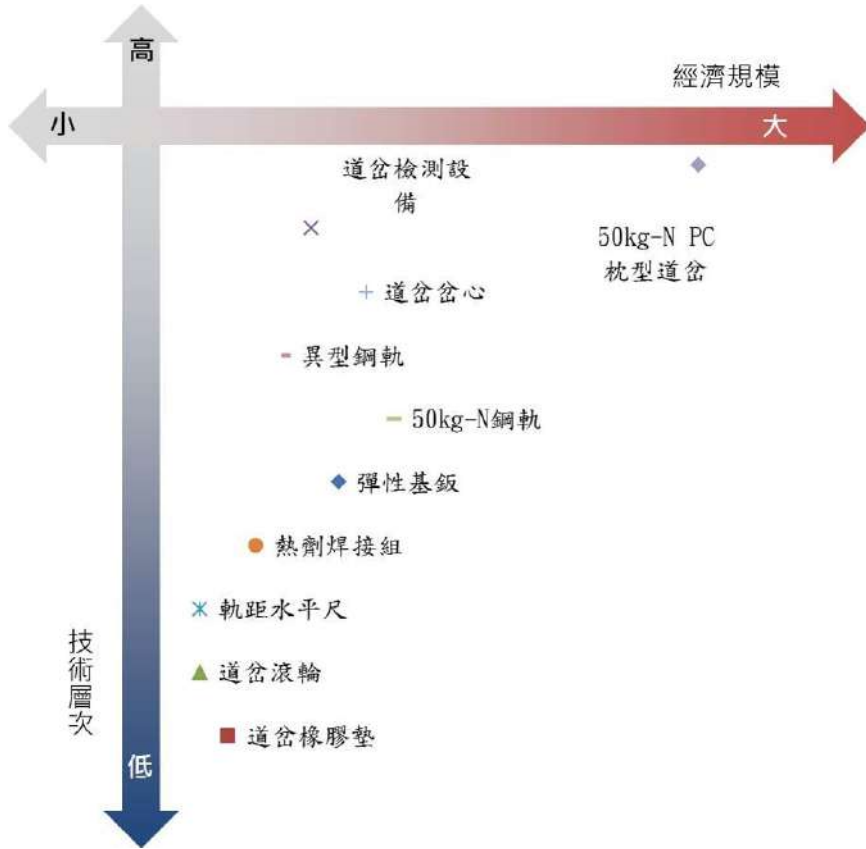 高
經濟規模
小
大
道岔檢測設
備
50kg-N PC
枕型道岔
道岔岔心
異型鋼軌
50kg-N鋼軌
彈性基鈑
熱劑焊接組
軌距水平尺
技術層次
道岔滾輪
道岔橡膠墊
低